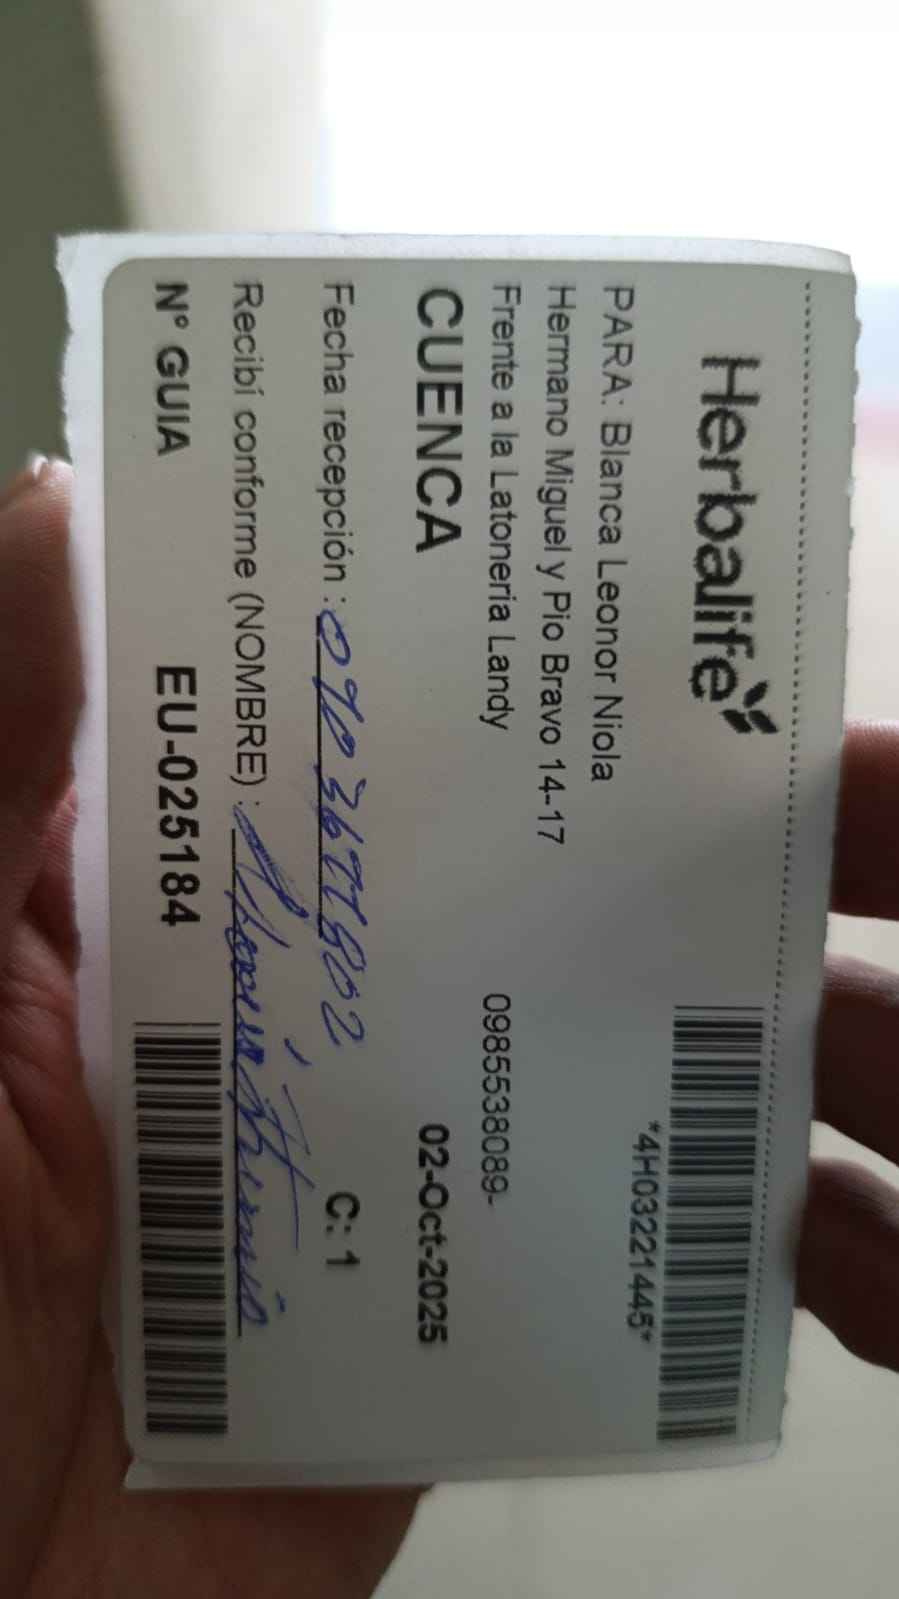 Herbalife
*4H03221445*
PARA: Blanca Leonor Niola
Hermano Miguel y Pio Bravo 14-17
Frente a la Latoneria Landy 0985538089-
CUENCA 02-Oct-2025
Fecha recepción : C: 1
Recibí conforme (NOMBRE) :
Nº GUIA EU-025184